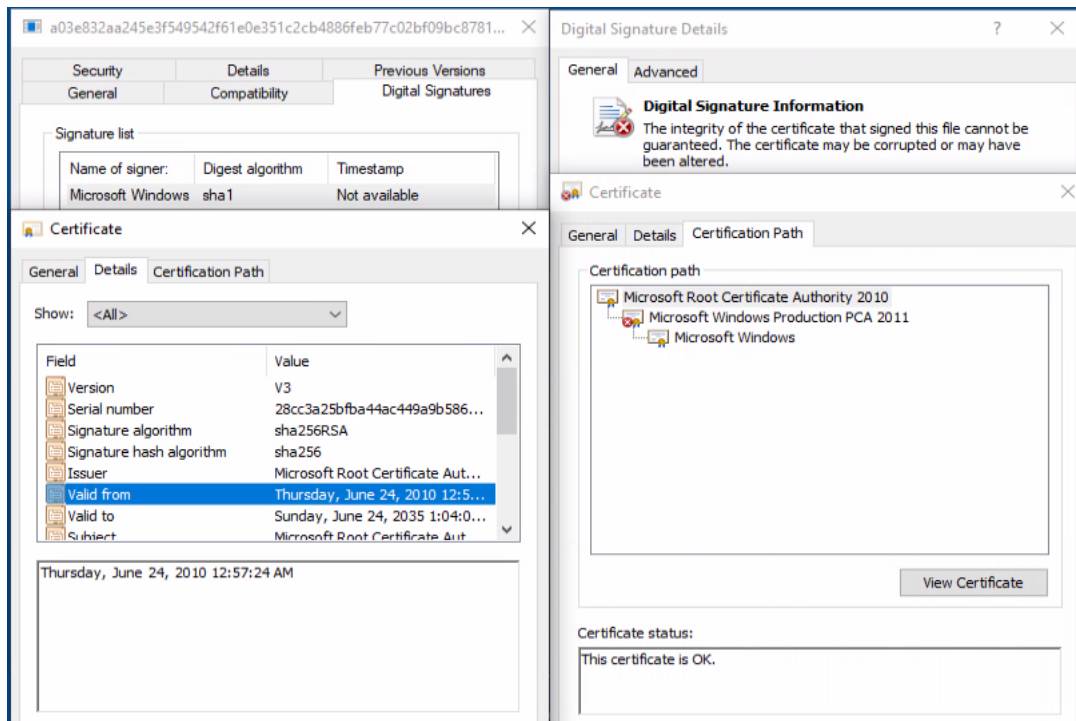 a03e832aa245e3f549542f61e0e351c2cb4886feb77c02bf09bc8781...
Security Details Previous Versions
General Compatibility Digital Signatures
Signature list
Name of signer: Digest algorithm Timestamp
Microsoft Windows sha1 Not available
Certificate
General Details Certification Path
Show: <All>
Field Value
Version V3
Serial number 28cc3a25bfba44ac449a9b586...
Signature algorithm sha256RSA
Signature hash algorithm sha256
Issuer Microsoft Root Certificate Aut...
Valid from Thursday, June 24, 2010 12:5...
Valid to Sunday, June 24, 2035 1:04:0...
Subject Microsoft Root Certificate Aut
Thursday, June 24, 2010 12:57:24 AM
Digital Signature Details ?
General Advanced
Digital Signature Information
The integrity of the certificate that signed this file cannot be
guaranteed. The certificate may be corrupted or may have
been altered.
Certificate
General Details Certification Path
Certification path
Microsoft Root Certificate Authority 2010
Microsoft Windows Production PCA 2011
Microsoft Windows
View Certificate
Certificate status:
This certificate is OK.